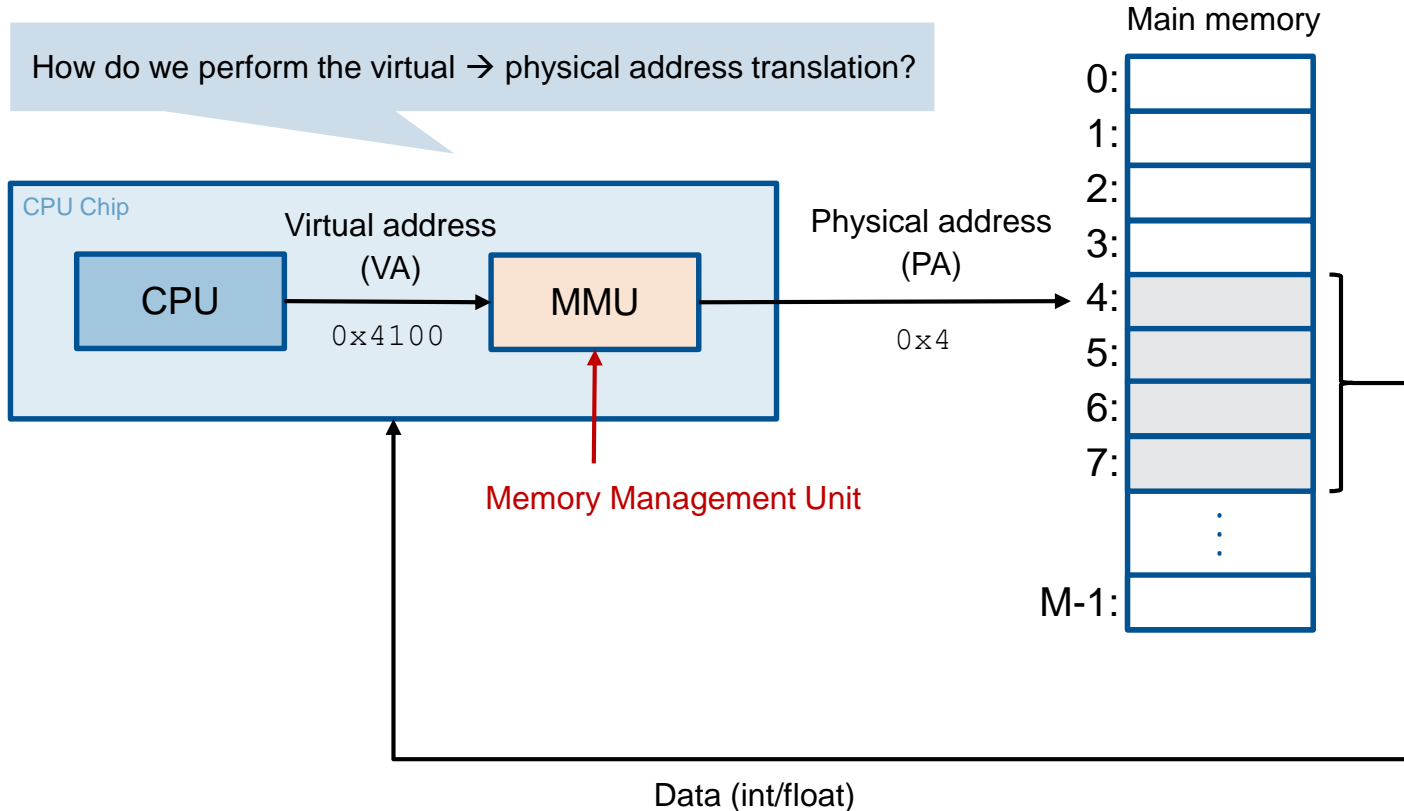 Main memory
How do we perform the virtual → physical address translation?
0:
1:
2:
3:
4:
5:
6:
7:
⋮
M-1:
CPU Chip
Virtual address
(VA)
CPU
0x4100
MMU
Physical address
(PA)
0x4
Memory Management Unit
Data (int/float)